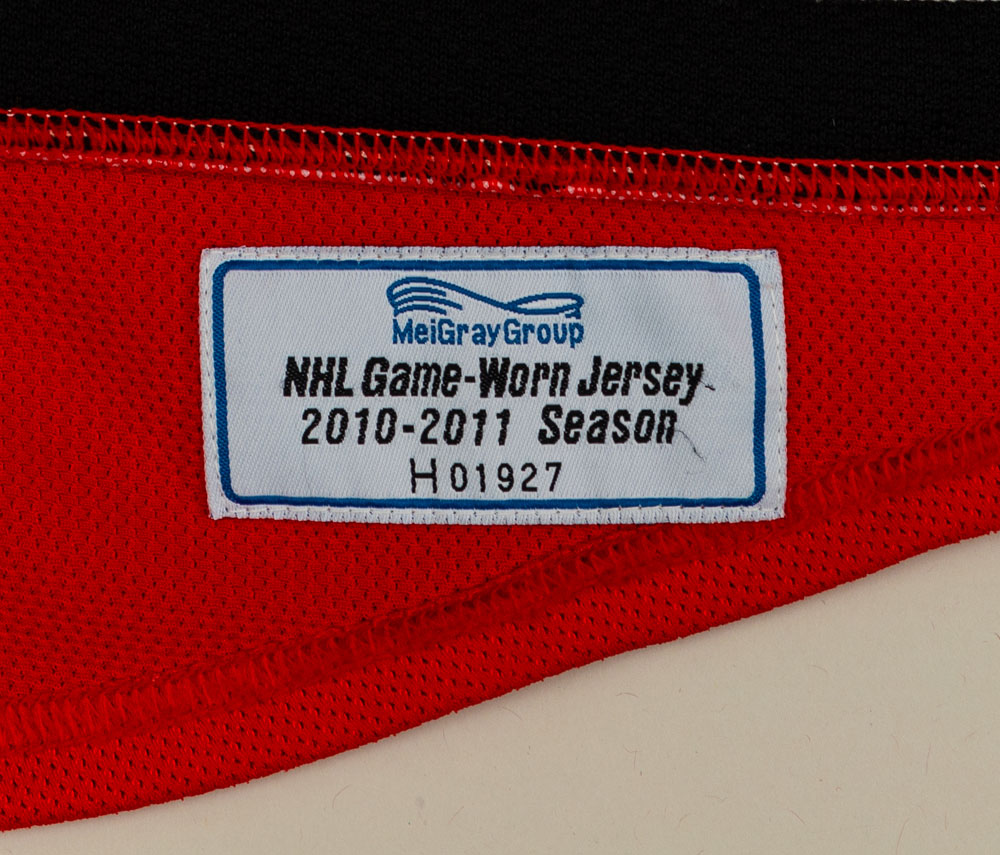 MeiGrayGroup
NHL Game-Worn Jersey
2010-2011 Season
H01927